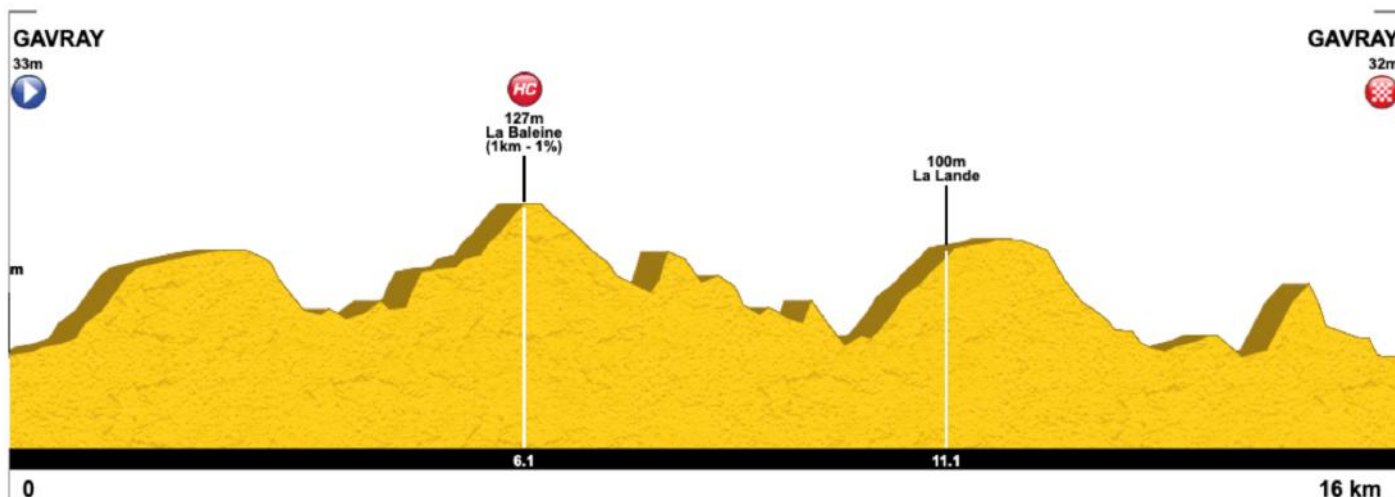 GAVRAY
33m
HC
127m
La Baleine
(1km - 1%)
100m
La Lande
GAVRAY
32m
m
6.1
11.1
0
16 km